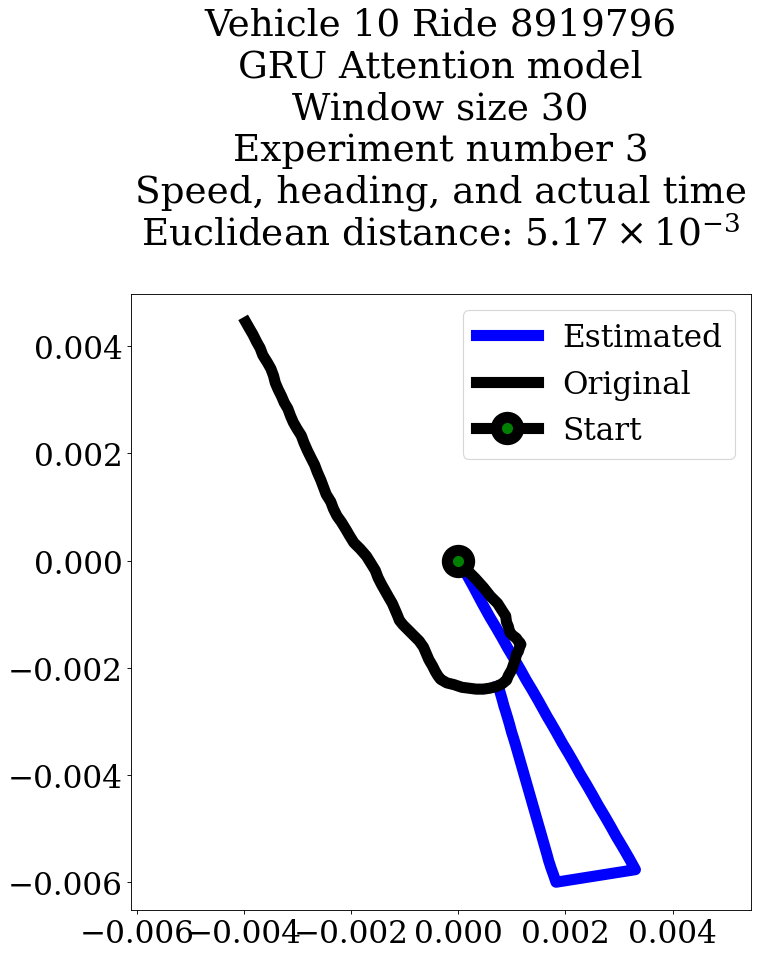 Vehicle 10 Ride 8919796
GRU Attention model
Window size 30
Experiment number 3
Speed, heading, and actual time
Euclidean distance: 5.17 × 10⁻³
Estimated
Original
Start
0.004
0.002
0.000
−0.002
−0.004
−0.006
−0.006 −0.004 −0.002 0.000 0.002 0.004